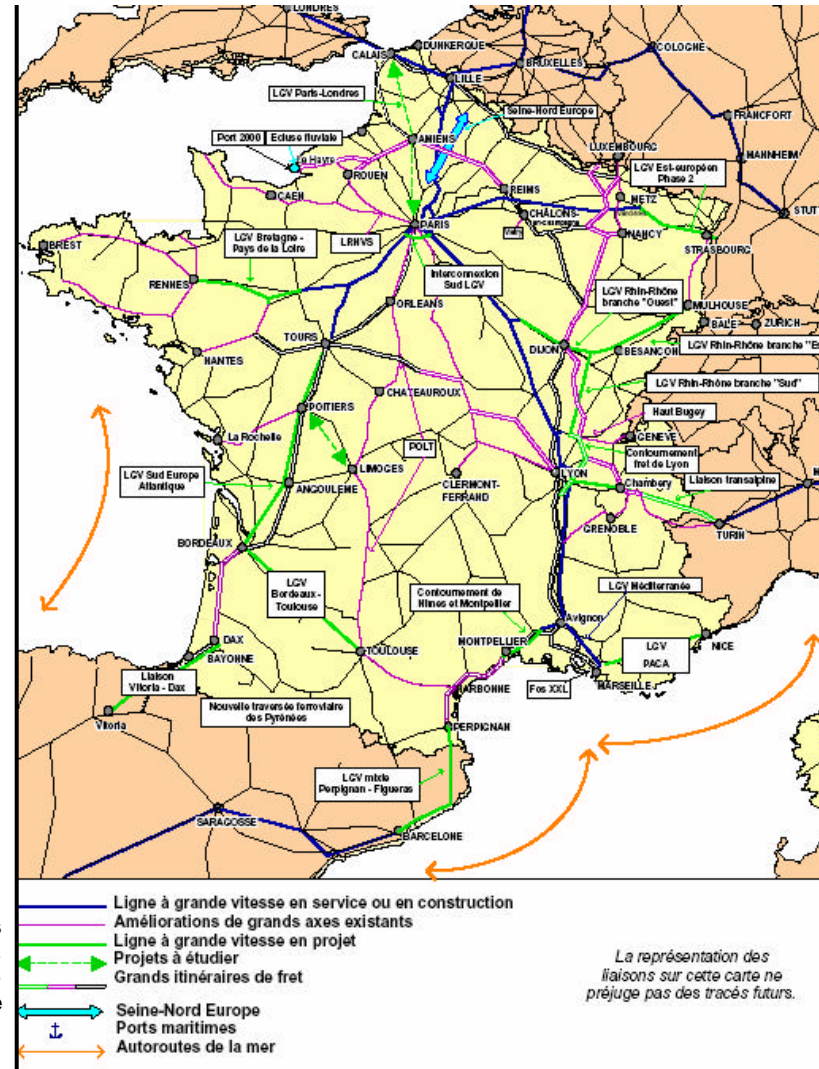 LONDRES
DUNKERQUE
CALAIS
COLOGNE
BRUXELLES
LILLE
LGV Paris-Londres
Seine-Nord Europe
FRANCFORT
Port 2000
Ecluse fluviale
AMIENS
LUXEMBOURG
MANNHEIM
Le Havre
ROUEN
LGV Est-européen
Phase 2
CAEN
REIMS
METZ
STUTT
CHÂLONS
PARIS
Vatry
NANCY
STRASBOURG
BREST
LGV Bretagne -
Pays de la Loire
LRNVS
Interconnexion
Sud LGV
RENNES
ORLEANS
LGV Rhin-Rhône
branche "Ouest"
MULHOUSE
BÂLE
ZURICH
TOURS
DIJON
BESANCON
LGV Rhin-Rhône branche "Es
NANTES
CHATEAUROUX
LGV Rhin-Rhône branche "Sud"
POITIERS
Haut Bugey
La Rochelle
POLT
GENEVE
Contournement
fret de Lyon
LIMOGES
LGV Sud Europe
Atlantique
ANGOULEME
CLERMONT-
FERRAND
LYON
Chambery
Liaison transalpine
TURIN
GRENOBLE
BORDEAUX
LGV
Bordeaux-
Toulouse
Contournement de
Nîmes et Montpellier
LGV Méditerranée
Avignon
DAX
BAYONNE
TOULOUSE
MONTPELLIER
LGV
PACA
NICE
Liaison
Vitoria - Dax
Vitoria
Nouvelle traversée ferroviaire
des Pyrénées
NARBONNE
Fos XXL
MARSEILLE
PERPIGNAN
LGV mixte
Perpignan - Figueras
SARAGOSSE
BARCELONE
Ligne à grande vitesse en service ou en construction
Améliorations de grands axes existants
Ligne à grande vitesse en projet
Projets à étudier
Grands itinéraires de fret
Seine-Nord Europe
Ports maritimes
Autoroutes de la mer
La représentation des
liaisons sur cette carte ne
préjuge pas des tracés futurs.